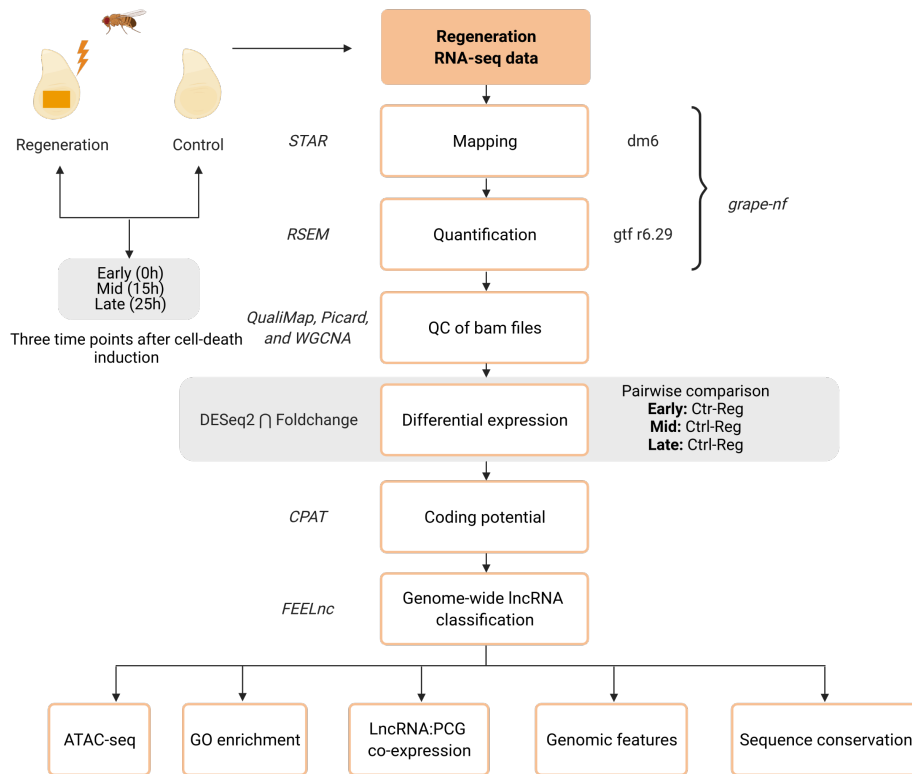 Regeneration
RNA-seq data
Regeneration
Control
STAR
Mapping
dm6
grape-nf
RSEM
Quantification
gtf r6.29
Early (0h)
Mid (15h)
Late (25h)
Three time points after cell-death
induction
QualiMap, Picard,
and WGCNA
QC of bam files
DESeq2 ⋂ Foldchange
Differential expression
Pairwise comparison
Early: Ctr-Reg
Mid: Ctrl-Reg
Late: Ctrl-Reg
CPAT
Coding potential
FEELnc
Genome-wide lncRNA
classification
ATAC-seq
GO enrichment
LncRNA:PCG
co-expression
Genomic features
Sequence conservation